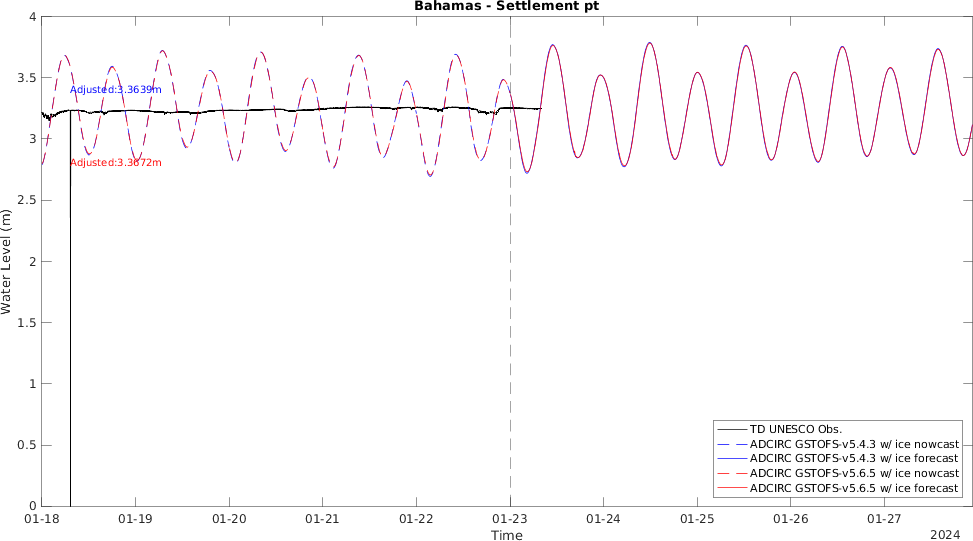 Bahamas - Settlement pt
4
3.5
3
2.5
2
1.5
1
0.5
0
Water Level (m)
Adjusted:3.3639m
Adjusted:3.3672m
TD UNESCO Obs.
ADCIRC GSTOFS-v5.4.3 w/ ice nowcast
ADCIRC GSTOFS-v5.4.3 w/ ice forecast
ADCIRC GSTOFS-v5.6.5 w/ ice nowcast
ADCIRC GSTOFS-v5.6.5 w/ ice forecast
01-18 01-19 01-20 01-21 01-22 01-23 01-24 01-25 01-26 01-27
Time
2024